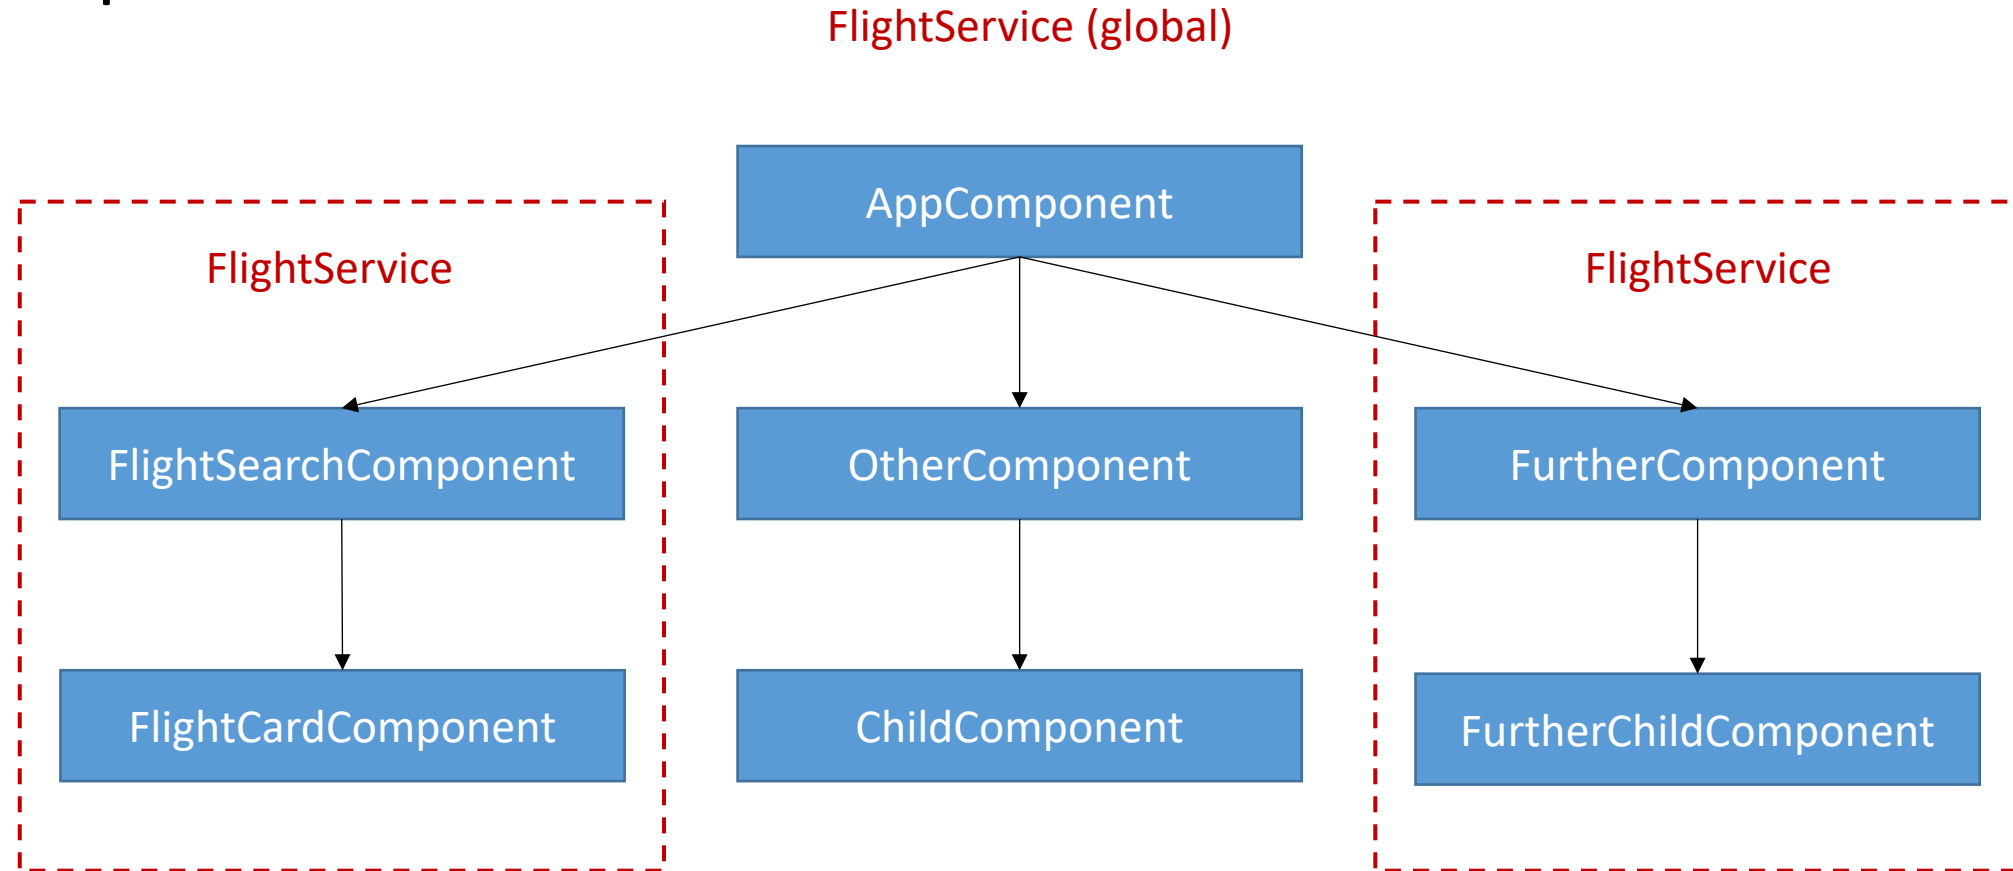 FlightService (global)
AppComponent
FlightService
FlightService
FlightSearchComponent
OtherComponent
FurtherComponent
FlightCardComponent
ChildComponent
FurtherChildComponent